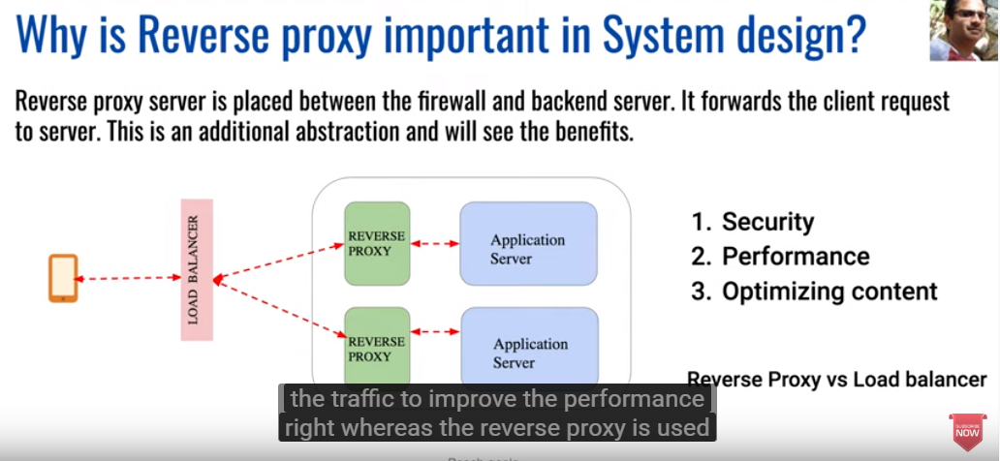 Why is Reverse proxy important in System design?
Reverse proxy server is placed between the firewall and backend server. It forwards the client request
to server. This is an additional abstraction and will see the benefits.
LOAD BALANCER
REVERSE
PROXY
Application
Server
REVERSE
PROXY
Application
Server
1. Security
2. Performance
3. Optimizing content
Reverse Proxy vs Load balancer
the traffic to improve the performance
right whereas the reverse proxy is used
SUBSCRIBE
NOW